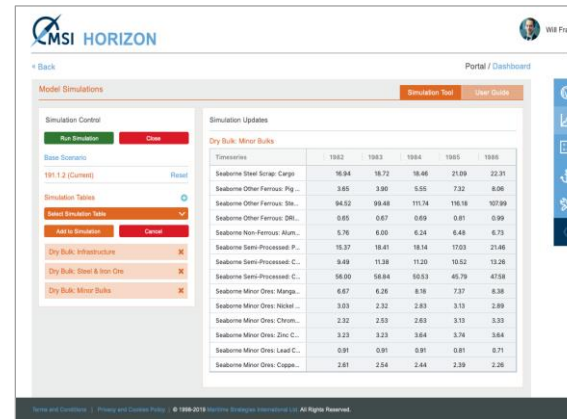 MSI HORIZON
Will Fra
< Back
Portal / Dashboard
Model Simulations
Simulation Tool
User Guide
Simulation Control
Run Simulation
Close
Base Scenario
191.1.2 (Current)
Reset
Simulation Tables
Select Simulation Table
Add to Simulation
Cancel
Dry Bulk: Infrastructure
Dry Bulk: Steel & Iron Ore
Dry Bulk: Minor Bulks
Simulation Updates
Dry Bulk: Minor Bulks
Timeseries 1982 1983 1984 1985 1986
Seaborne Steel Scrap: Cargo 16.94 18.72 18.46 21.09 22.31
Seaborne Other Ferrous: Pig ... 3.65 3.90 5.55 7.32 8.06
Seaborne Other Ferrous: Ste... 94.52 99.48 111.74 116.18 107.99
Seaborne Other Ferrous: DRI... 0.65 0.67 0.69 0.81 0.99
Seaborne Non-Ferrous: Alum... 5.76 6.00 6.24 6.48 6.73
Seaborne Semi-Processed: P... 15.37 18.41 18.14 17.03 21.46
Seaborne Semi-Processed: C... 9.49 11.38 11.20 10.52 13.26
Seaborne Semi-Processed: C... 56.00 56.64 50.53 45.79 47.58
Seaborne Minor Ores: Manga... 6.67 6.26 8.18 7.37 8.38
Seaborne Minor Ores: Nickel ... 3.03 2.32 2.83 3.13 2.89
Seaborne Minor Ores: Chrom... 2.32 2.53 2.63 3.13 3.33
Seaborne Minor Ores: Zinc C... 3.23 3.23 3.64 3.74 3.64
Seaborne Minor Ores: Lead C... 0.91 0.91 0.91 0.81 0.71
Seaborne Minor Ores: Coppe... 2.61 2.54 2.44 2.39 2.26
Terms and Conditions | Privacy and Cookies Policy | © 1998-2019 Maritime Strategies International Ltd. All Rights Reserved.